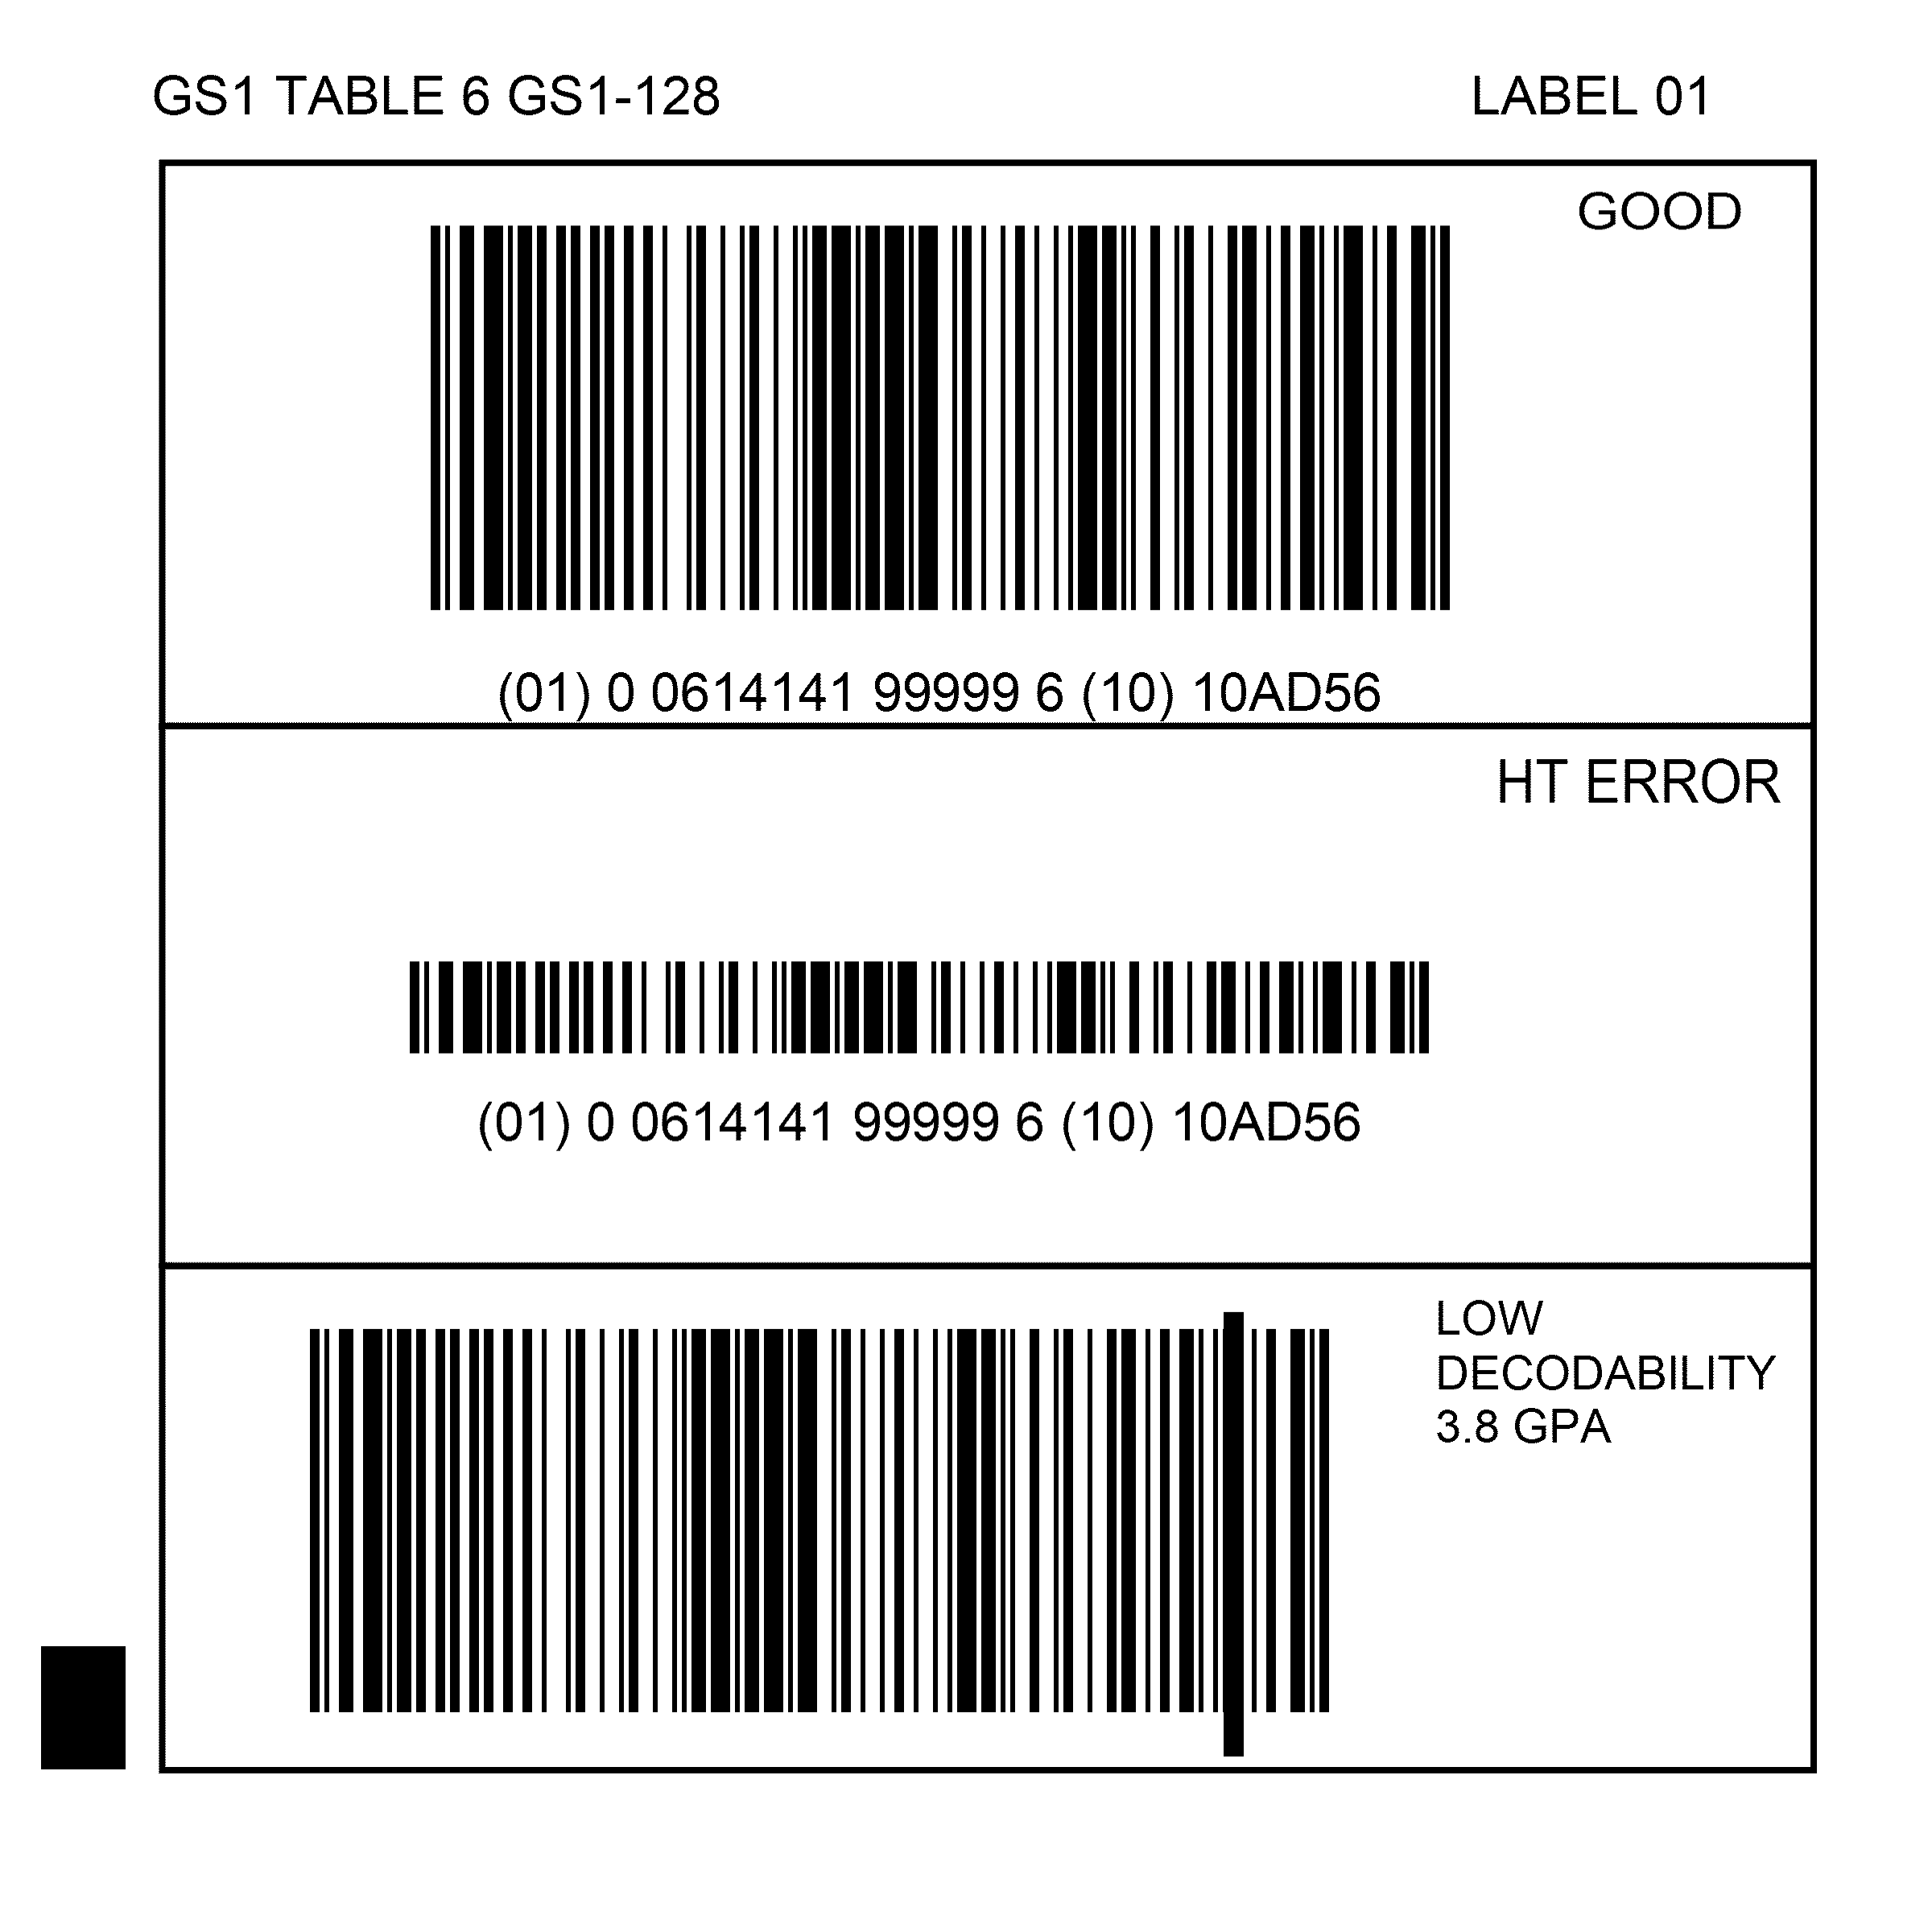 GS1 TABLE 6 GS1-128 LABEL 01
GOOD
(01) 0 0614141 99999 6 (10) 10AD56
HT ERROR
(01) 0 0614141 99999 6 (10) 10AD56
LOW
DECODABILITY
3.8 GPA